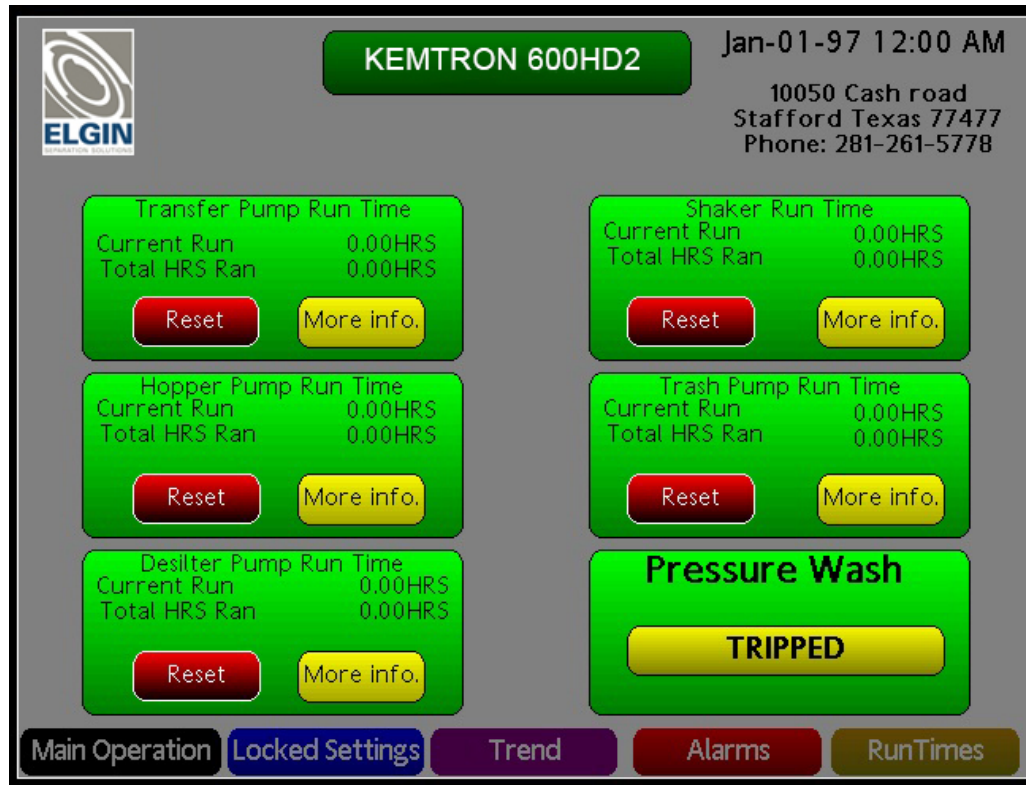 ELGIN
SEPARATION SOLUTIONS
KEMTRON 600HD2
Jan-01-97 12:00 AM
10050 Cash road
Stafford Texas 77477
Phone: 281-261-5778
Transfer Pump Run Time
Current Run 0.00HRS
Total HRS Ran 0.00HRS
Reset More info.
Shaker Run Time
Current Run 0.00HRS
Total HRS Ran 0.00HRS
Reset More info.
Hopper Pump Run Time
Current Run 0.00HRS
Total HRS Ran 0.00HRS
Reset More info.
Trash Pump Run Time
Current Run 0.00HRS
Total HRS Ran 0.00HRS
Reset More info.
Desilter Pump Run Time
Current Run 0.00HRS
Total HRS Ran 0.00HRS
Reset More info.
Pressure Wash
TRIPPED
Main Operation Locked Settings Trend Alarms RunTimes